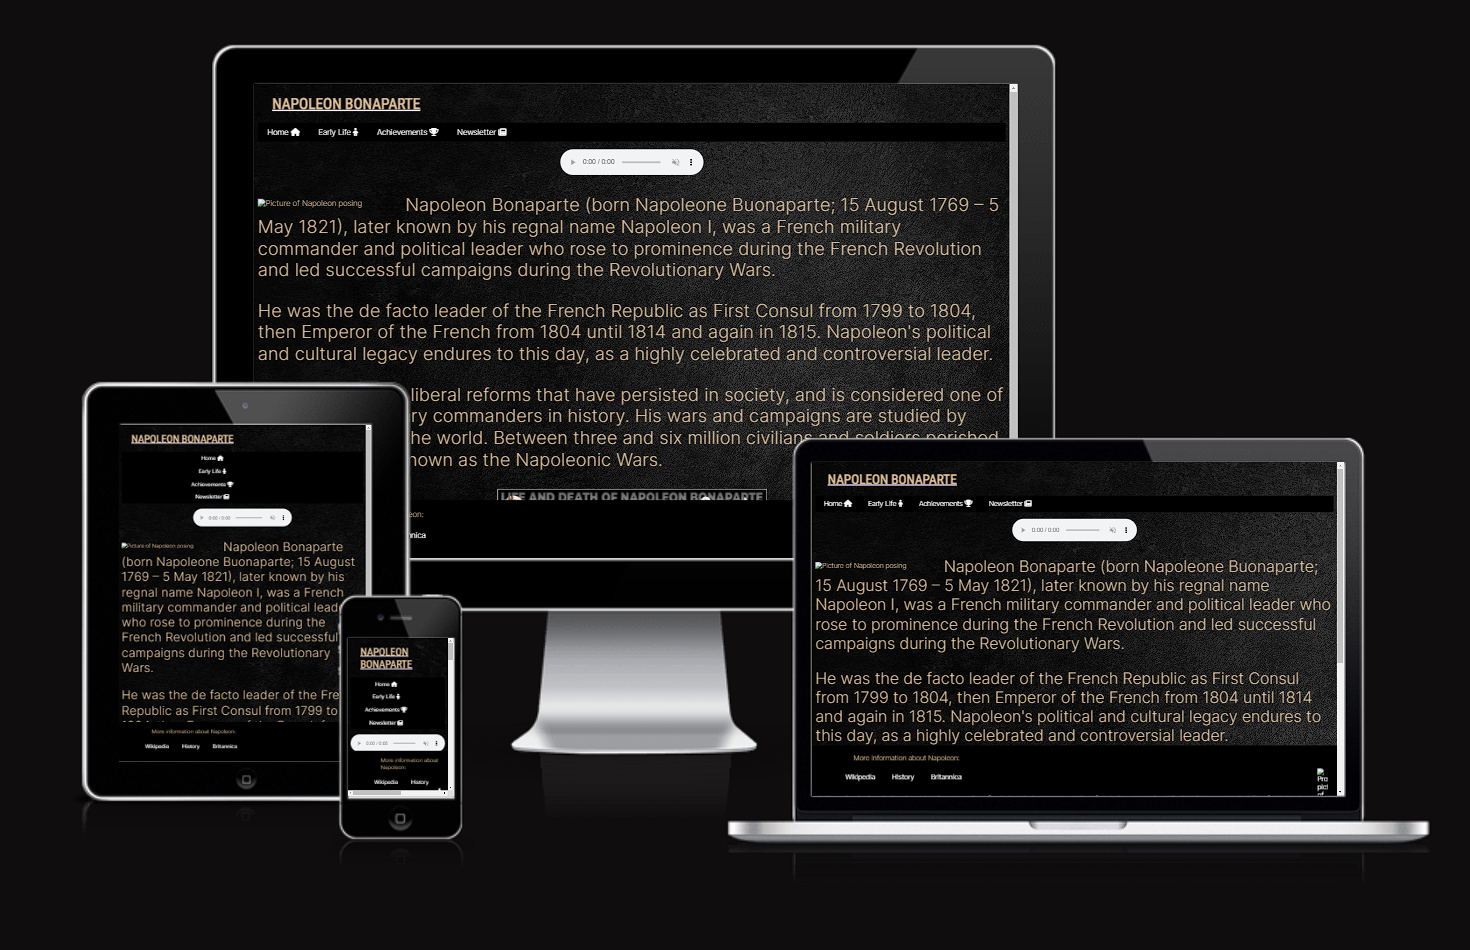 NAPOLEON BONAPARTE
Home
Early Life
Achievements
Newsletter
0:00 / 0:00
Picture of Napoleon posing
Napoleon Bonaparte (born Napoleone Buonaparte; 15 August 1769 – 5
May 1821), later known by his regnal name Napoleon I, was a French military
commander and political leader who rose to prominence during the French Revolution
and led successful campaigns during the Revolutionary Wars.
He was the de facto leader of the French Republic as First Consul from 1799 to 1804,
then Emperor of the French from 1804 until 1814 and again in 1815. Napoleon's political
and cultural legacy endures to this day, as a highly celebrated and controversial leader.
liberal reforms that have persisted in society, and is considered one of
ry commanders in history. His wars and campaigns are studied by
he world. Between three and six million civilians and soldiers perished
nown as the Napoleonic Wars.
LIFE AND DEATH OF NAPOLEON BONAPARTE
eon:
nnica
NAPOLEON BONAPARTE
Home
Early Life
Achievements
Newsletter
0:00 / 0:00
Picture of Napoleon posing
Napoleon Bonaparte
(born Napoleone Buonaparte; 15 August
1769 – 5 May 1821), later known by his
regnal name Napoleon I, was a French
military commander and political lead
who rose to prominence during the
French Revolution and led successful
campaigns during the Revolutionary
Wars.
He was the de facto leader of the Fre
Republic as First Consul from 1799 to
More information about Napoleon:
Wikipedia
History
Britannica
NAPOLEON
BONAPARTE
Home
Early Life
Achievements
Newsletter
0:00 / 0:00
More information about
Napoleon:
Wikipedia
History
NAPOLEON BONAPARTE
Home
Early Life
Achievements
Newsletter
0:00 / 0:00
Picture of Napoleon posing
Napoleon Bonaparte (born Napoleone Buonaparte;
15 August 1769 – 5 May 1821), later known by his regnal name
Napoleon I, was a French military commander and political leader who
rose to prominence during the French Revolution and led successful
campaigns during the Revolutionary Wars.
He was the de facto leader of the French Republic as First Consul
from 1799 to 1804, then Emperor of the French from 1804 until 1814
and again in 1815. Napoleon's political and cultural legacy endures to
this day, as a highly celebrated and controversial leader.
More information about Napoleon:
Wikipedia
History
Britannica
Pro
pict
of